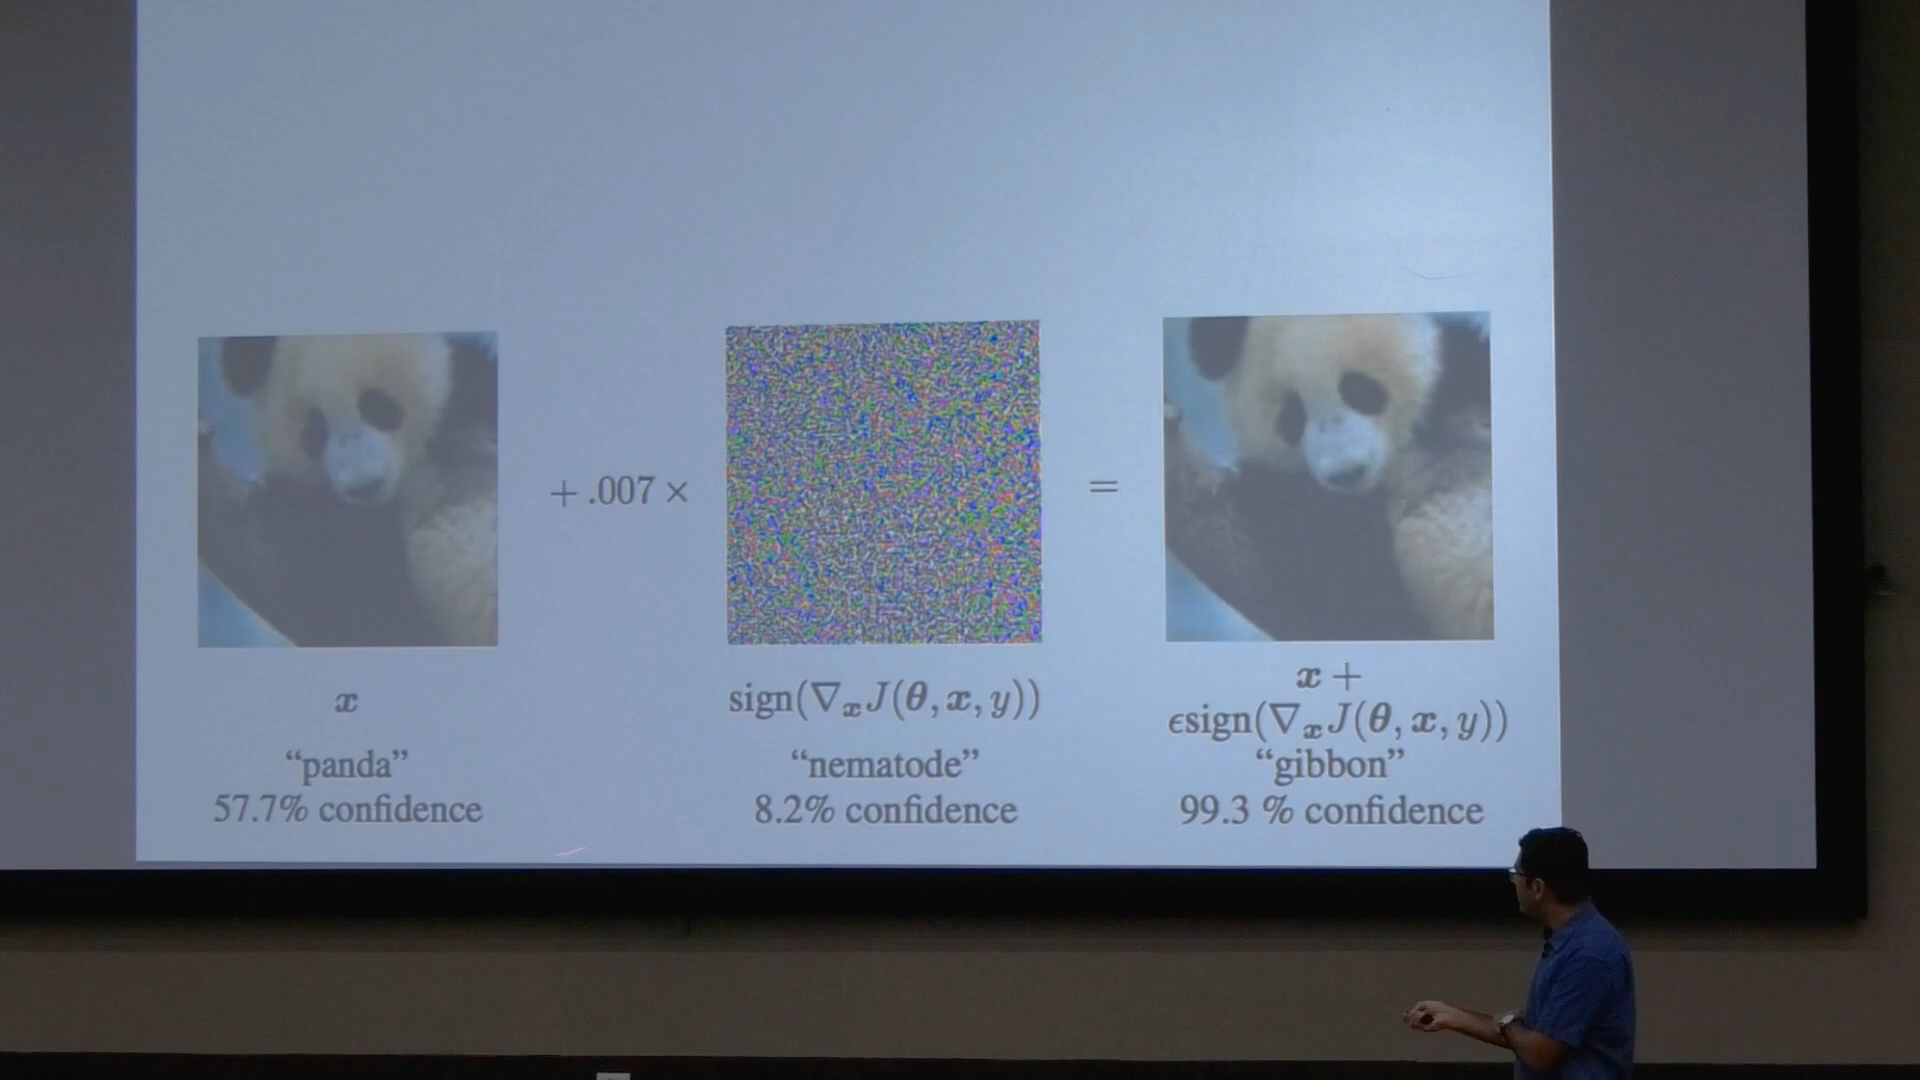 + .007 ×
=
x
“panda”
57.7% confidence
sign(∇ₓJ(θ, x, y))
“nematode”
8.2% confidence
x +
ϵsign(∇ₓJ(θ, x, y))
“gibbon”
99.3 % confidence